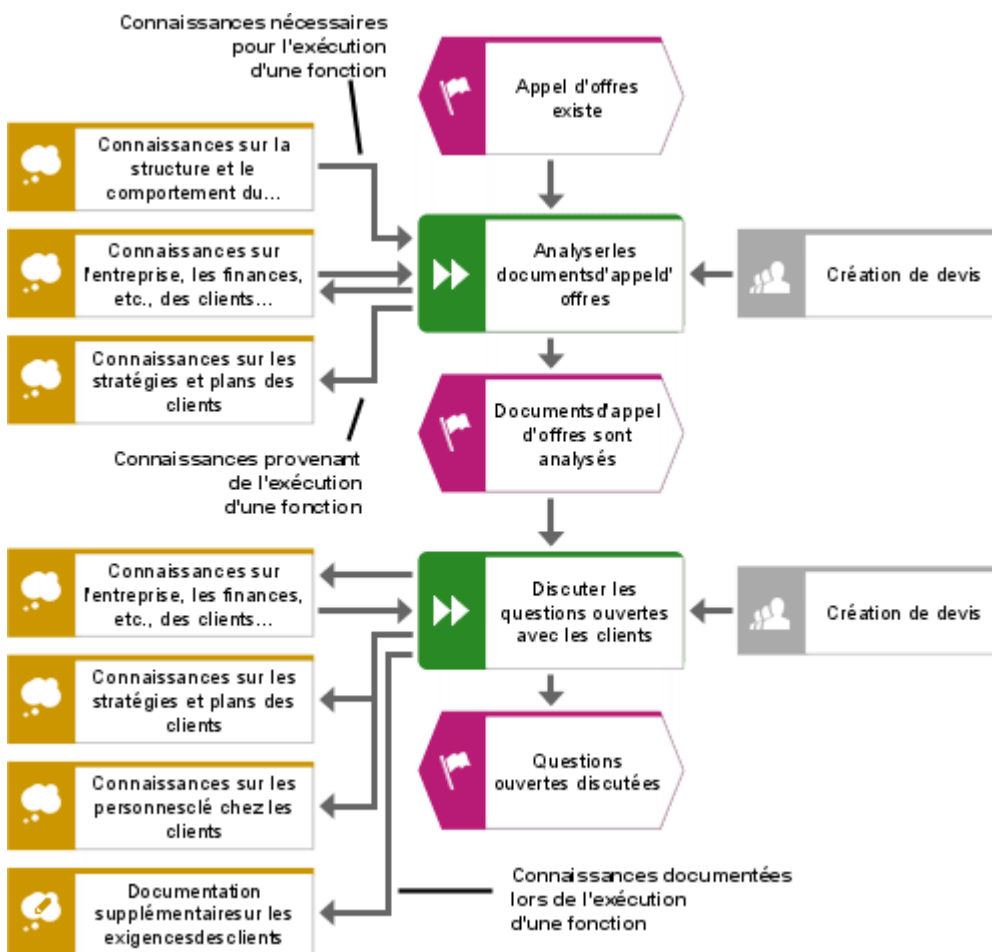 Connaissances nécessaires
pour l'exécution
d'une fonction
Appel d'offres
existe
Connaissances sur la
structure et le
comportement du...
Connaissances sur
l'entreprise, les finances,
etc., des clients...
Analyserles
documentsd'appeld'
offres
Création de devis
Connaissances sur les
stratégies et plans des
clients
Documentsd'appel
d'offres sont
analysés
Connaissances provenant
de l'exécution
d'une fonction
Connaissances sur
l'entreprise, les finances,
etc., des clients...
Discuter les
questions ouvertes
avec les clients
Création de devis
Connaissances sur les
stratégies et plans des
clients
Connaissances sur les
personnesclé chez les
clients
Questions
ouvertes discutées
Documentation
supplémentairesur les
exigencesdesclients
Connaissances documentées
lors de l'exécution
d'une fonction